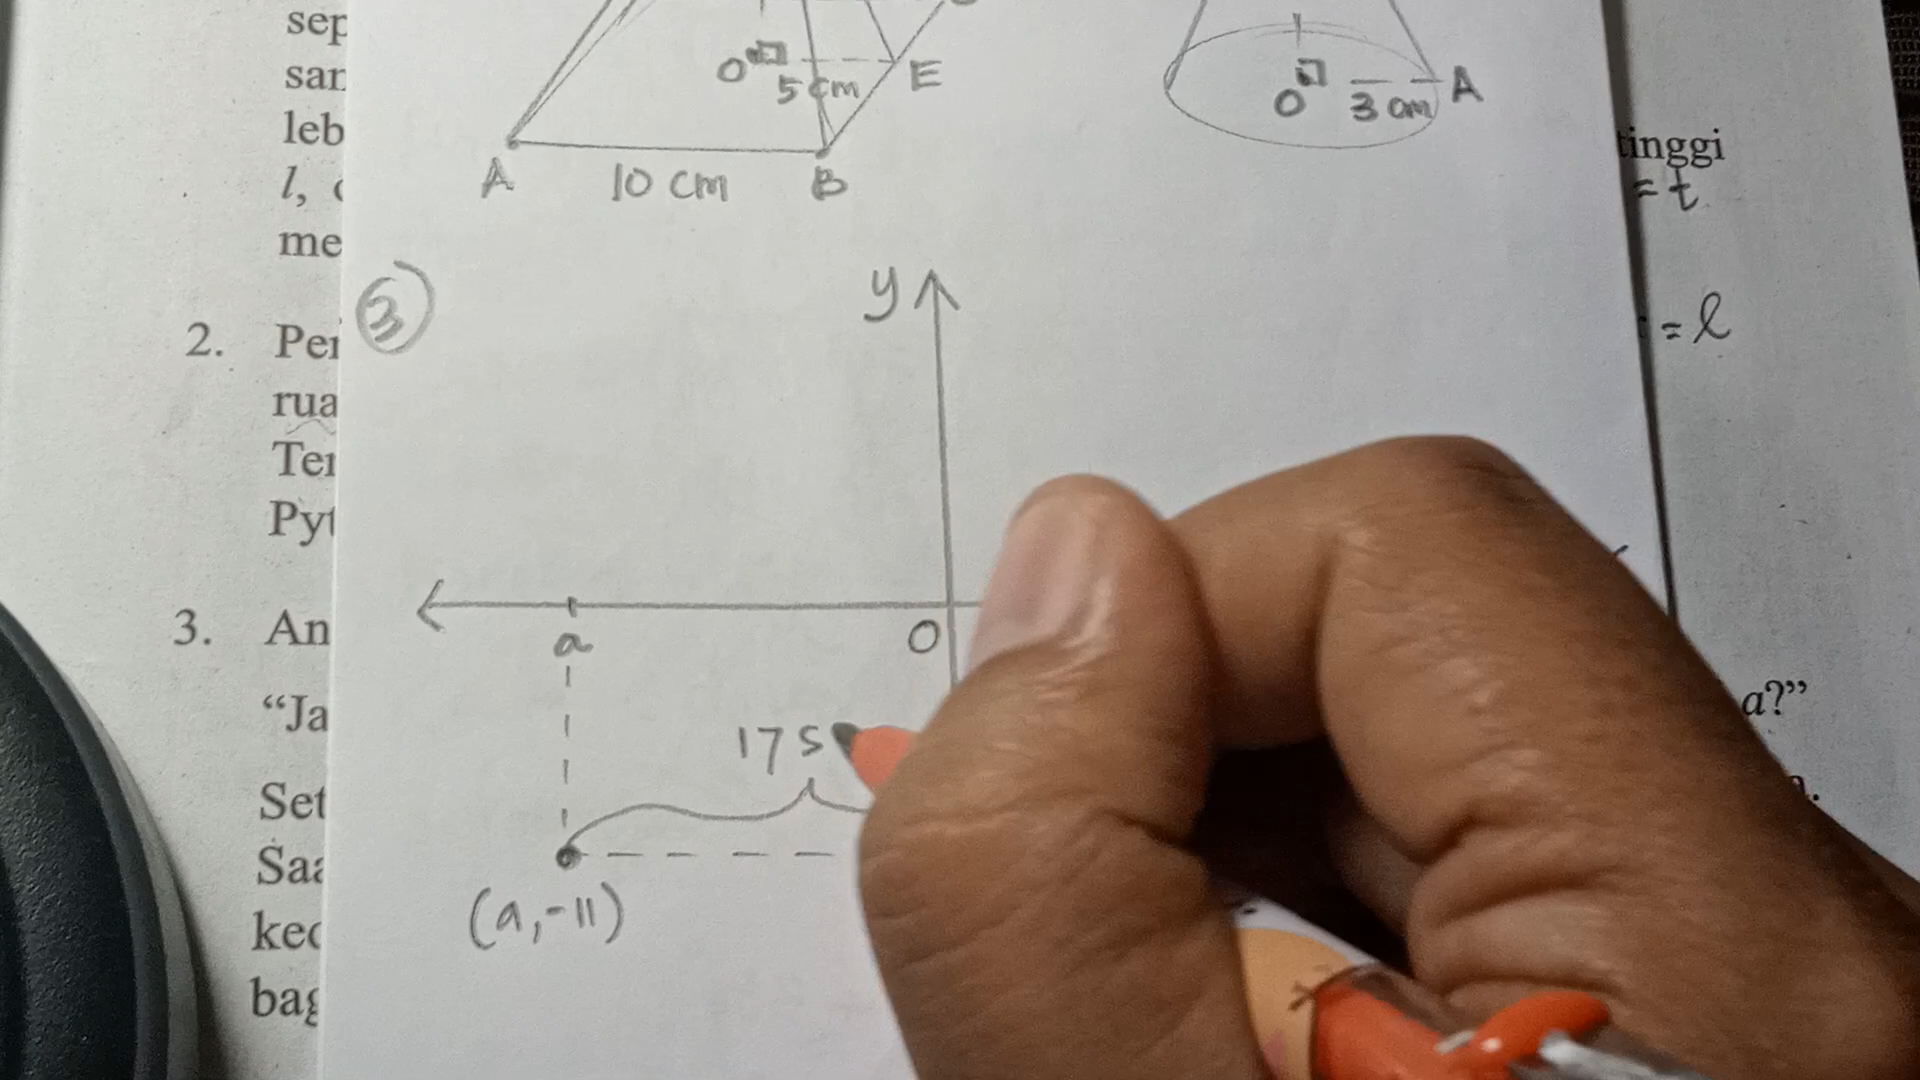 sep
sar
leb
l,
me
O 5 cm E
A 10 cm B
O 3 cm A
tinggi
= t
= l
3
y
2. Per
rua
Ter
Pyt
3. An
a O
"Ja
a?"
17 s
Set
Saa
(a, -11)
kec
bag